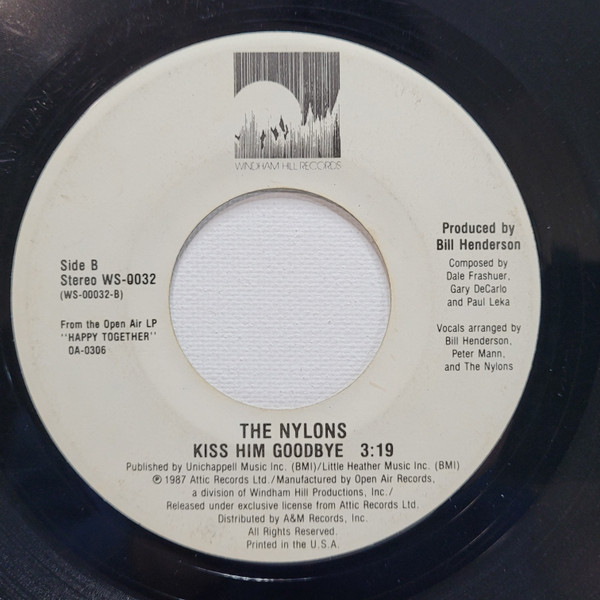 WINDHAM HILL RECORDS
Side B
Stereo WS-0032
(WS-00032-B)
From the Open Air LP
"HAPPY TOGETHER"
OA-0306
Produced by
Bill Henderson
Composed by
Dale Frashuer,
Gary DeCarlo
and Paul Leka
Vocals arranged by
Bill Henderson,
Peter Mann,
and The Nylons
THE NYLONS
KISS HIM GOODBYE 3:19
Published by Unichappell Music Inc. (BMI)/Little Heather Music Inc. (BMI)
℗ 1987 Attic Records Ltd./Manufactured by Open Air Records,
a division of Windham Hill Productions, Inc./
Released under exclusive license from Attic Records Ltd.
Distributed by A&M Records, Inc.
All Rights Reserved.
Printed in the U.S.A.